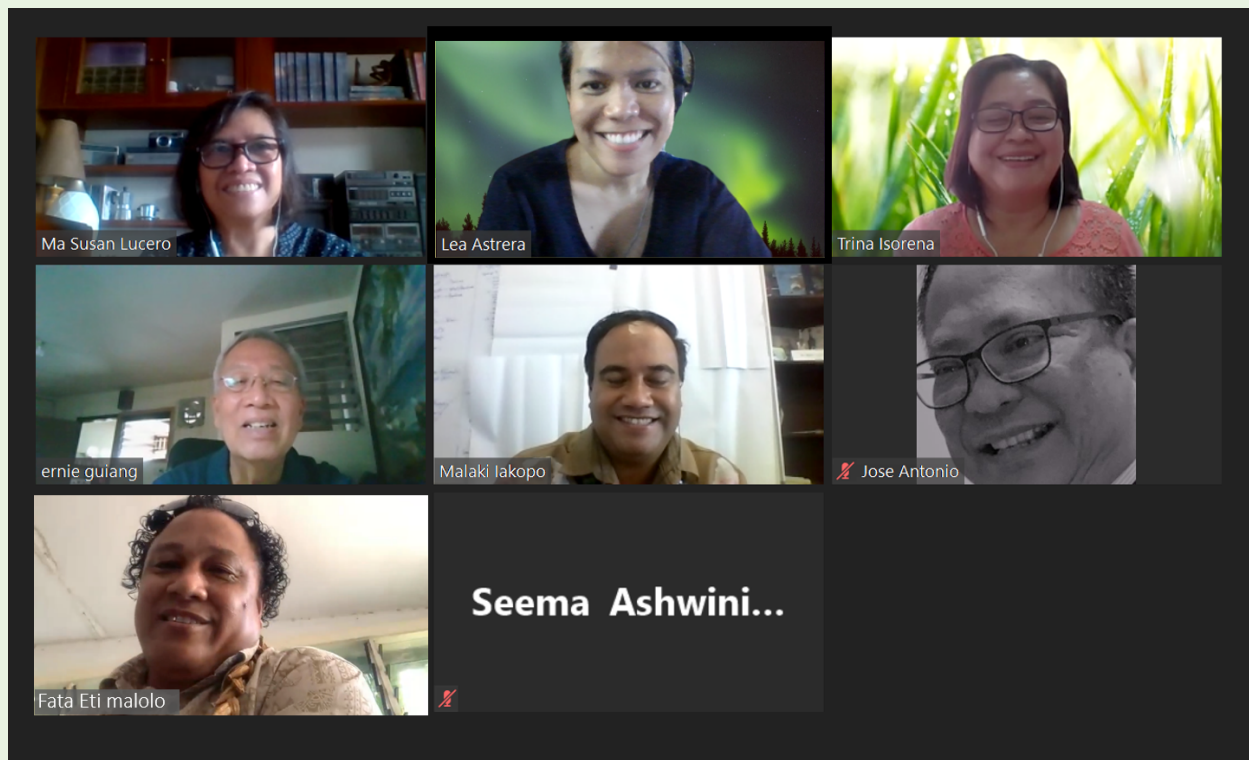 Ma Susan Lucero
Lea Astrera
Trina Isorena
ernie guiang
Malaki Iakopo
Jose Antonio
Fata Eti malolo
Seema Ashwini...